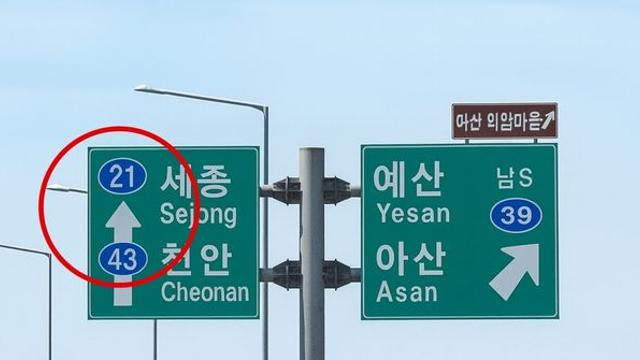 21 세종
Sejong
43 천안
Cheonan
아산 외암마을
예산 남 S
Yesan 39
아산
Asan